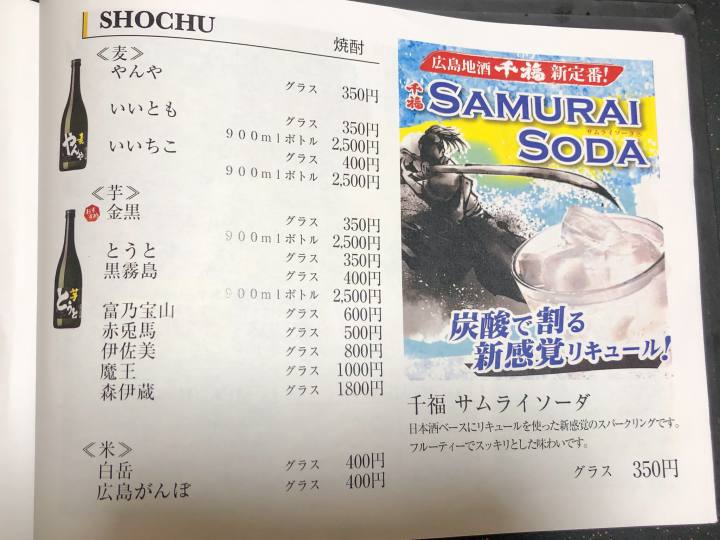 SHOCHU
焼酎
≪麦≫
やんや グラス 350円
いいとも グラス 350円
900mlボトル 2,500円
いいちこ グラス 400円
900mlボトル 2,500円
≪芋≫
おすすめ 金黒 グラス 350円
900mlボトル 2,500円
とうと グラス 350円
黒霧島 グラス 400円
900mlボトル 2,500円
富乃宝山 グラス 600円
赤兎馬 グラス 500円
伊佐美 グラス 800円
魔王 グラス 1000円
森伊蔵 グラス 1800円
≪米≫
白岳 グラス 400円
広島がんぼ グラス 400円
麦 やんや
芋 とうと
広島地酒 千福 新定番!
千福 SAMURAI
サムライソーダ
SODA
炭酸で割る
新感覚リキュール!
千福 サムライソーダ
日本酒ベースにリキュールを使った新感覚のスパークリングです。
フルーティーでスッキリとした味わいです。
グラス 350円